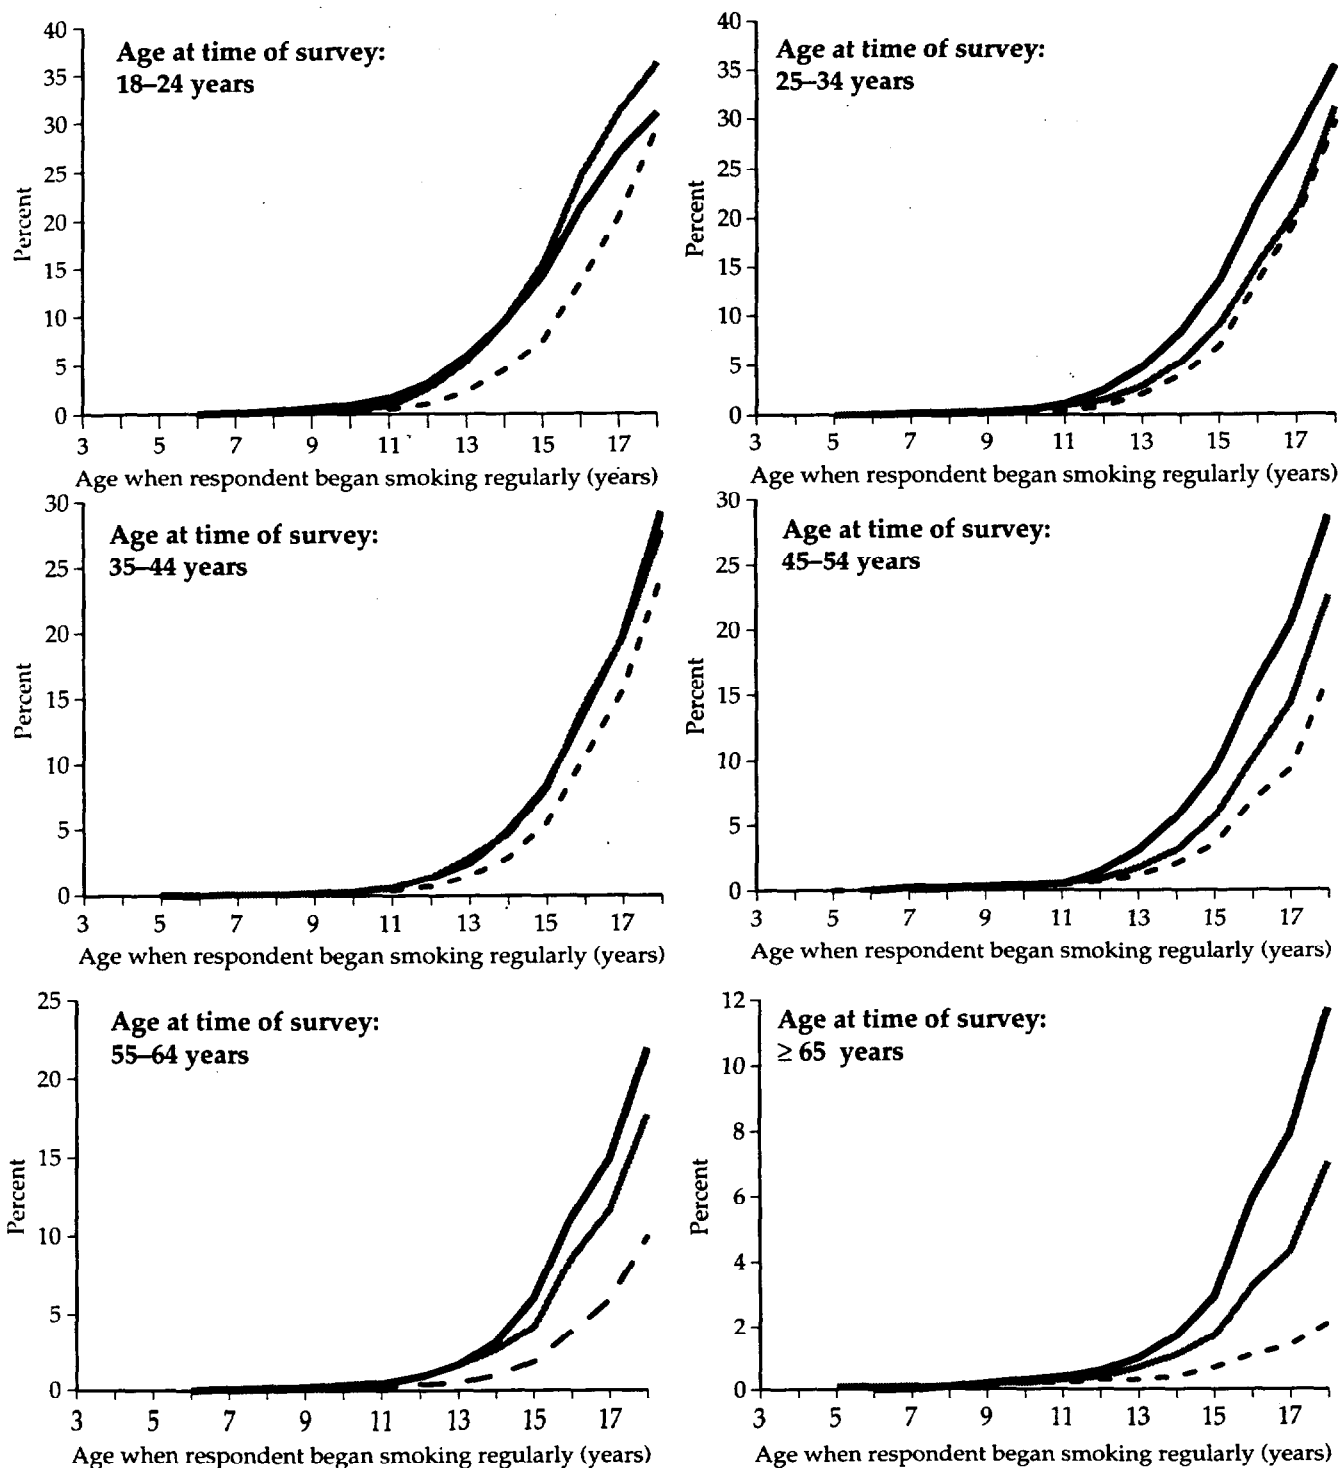 Age at time of survey:
18–24 years
Percent
40
35
30
25
20
15
10
5
0
3 5 7 9 11 13 15 17
Age when respondent began smoking regularly (years)
Age at time of survey:
25–34 years
Percent
40
35
30
25
20
15
10
5
0
3 5 7 9 11 13 15 17
Age when respondent began smoking regularly (years)
Age at time of survey:
35–44 years
Percent
30
25
20
15
10
5
0
3 5 7 9 11 13 15 17
Age when respondent began smoking regularly (years)
Age at time of survey:
45–54 years
Percent
30
25
20
15
10
5
0
3 5 7 9 11 13 15 17
Age when respondent began smoking regularly (years)
Age at time of survey:
55–64 years
Percent
25
20
15
10
5
0
3 5 7 9 11 13 15 17
Age when respondent began smoking regularly (years)
Age at time of survey:
≥ 65 years
Percent
12
10
8
6
4
2
0
3 5 7 9 11 13 15 17
Age when respondent began smoking regularly (years)